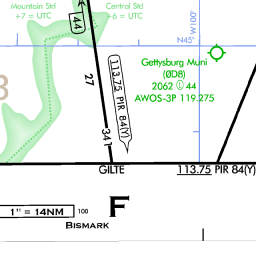 Mountain Std
+7 = UTC
Central Std
+6 = UTC
44
N45° W100°
Gettysburg Muni
(0D8)
2062 Ⓛ 44
AWOS-3P 119.275
27
113.75 PIR 84(Y)
341
GILTE
113.75 PIR 84(Y)
1" = 14NM
100
F
BISMARK